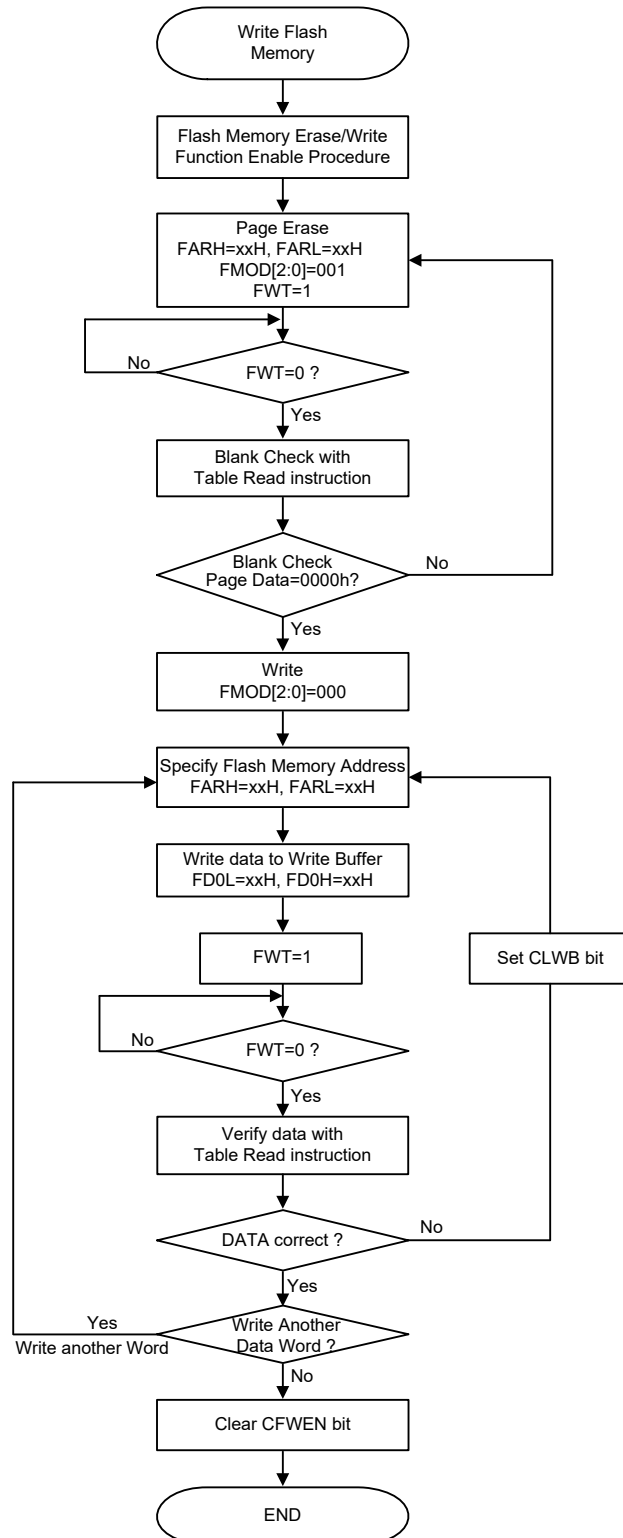 Write Flash
Memory
Flash Memory Erase/Write
Function Enable Procedure
Page Erase
FARH=xxH, FARL=xxH
FMOD[2:0]=001
FWT=1
No
FWT=0 ?
Yes
Blank Check with
Table Read instruction
Blank Check
Page Data=0000h?
No
Yes
Write
FMOD[2:0]=000
Specify Flash Memory Address
FARH=xxH, FARL=xxH
Write data to Write Buffer
FD0L=xxH, FD0H=xxH
FWT=1
Set CLWB bit
No
FWT=0 ?
Yes
Verify data with
Table Read instruction
DATA correct ?
No
Yes
Yes
Write another Word
Write Another
Data Word ?
No
Clear CFWEN bit
END